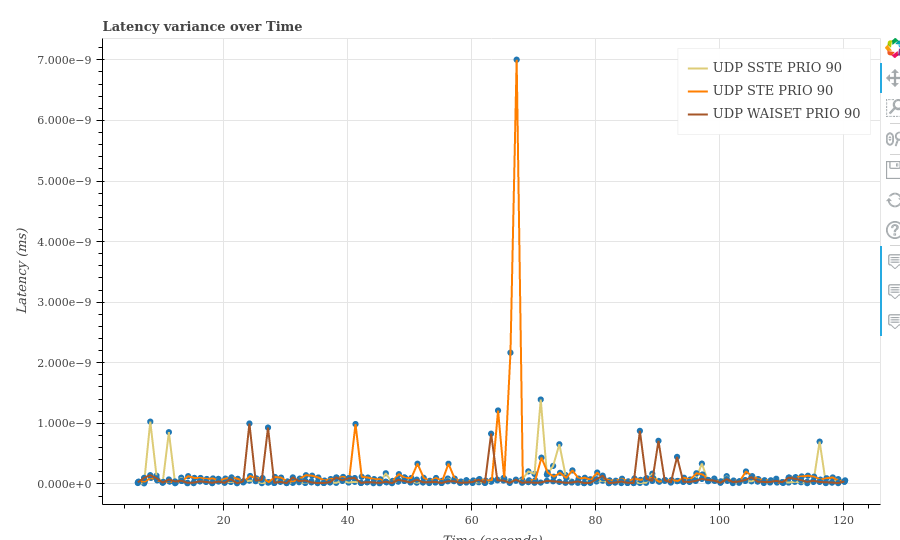 Latency variance over Time
7.000e−9
6.000e−9
5.000e−9
4.000e−9
3.000e−9
2.000e−9
1.000e−9
0.000e+0
Latency (ms)
UDP SSTE PRIO 90
UDP STE PRIO 90
UDP WAISET PRIO 90
20
40
60
80
100
120
Time (seconds)